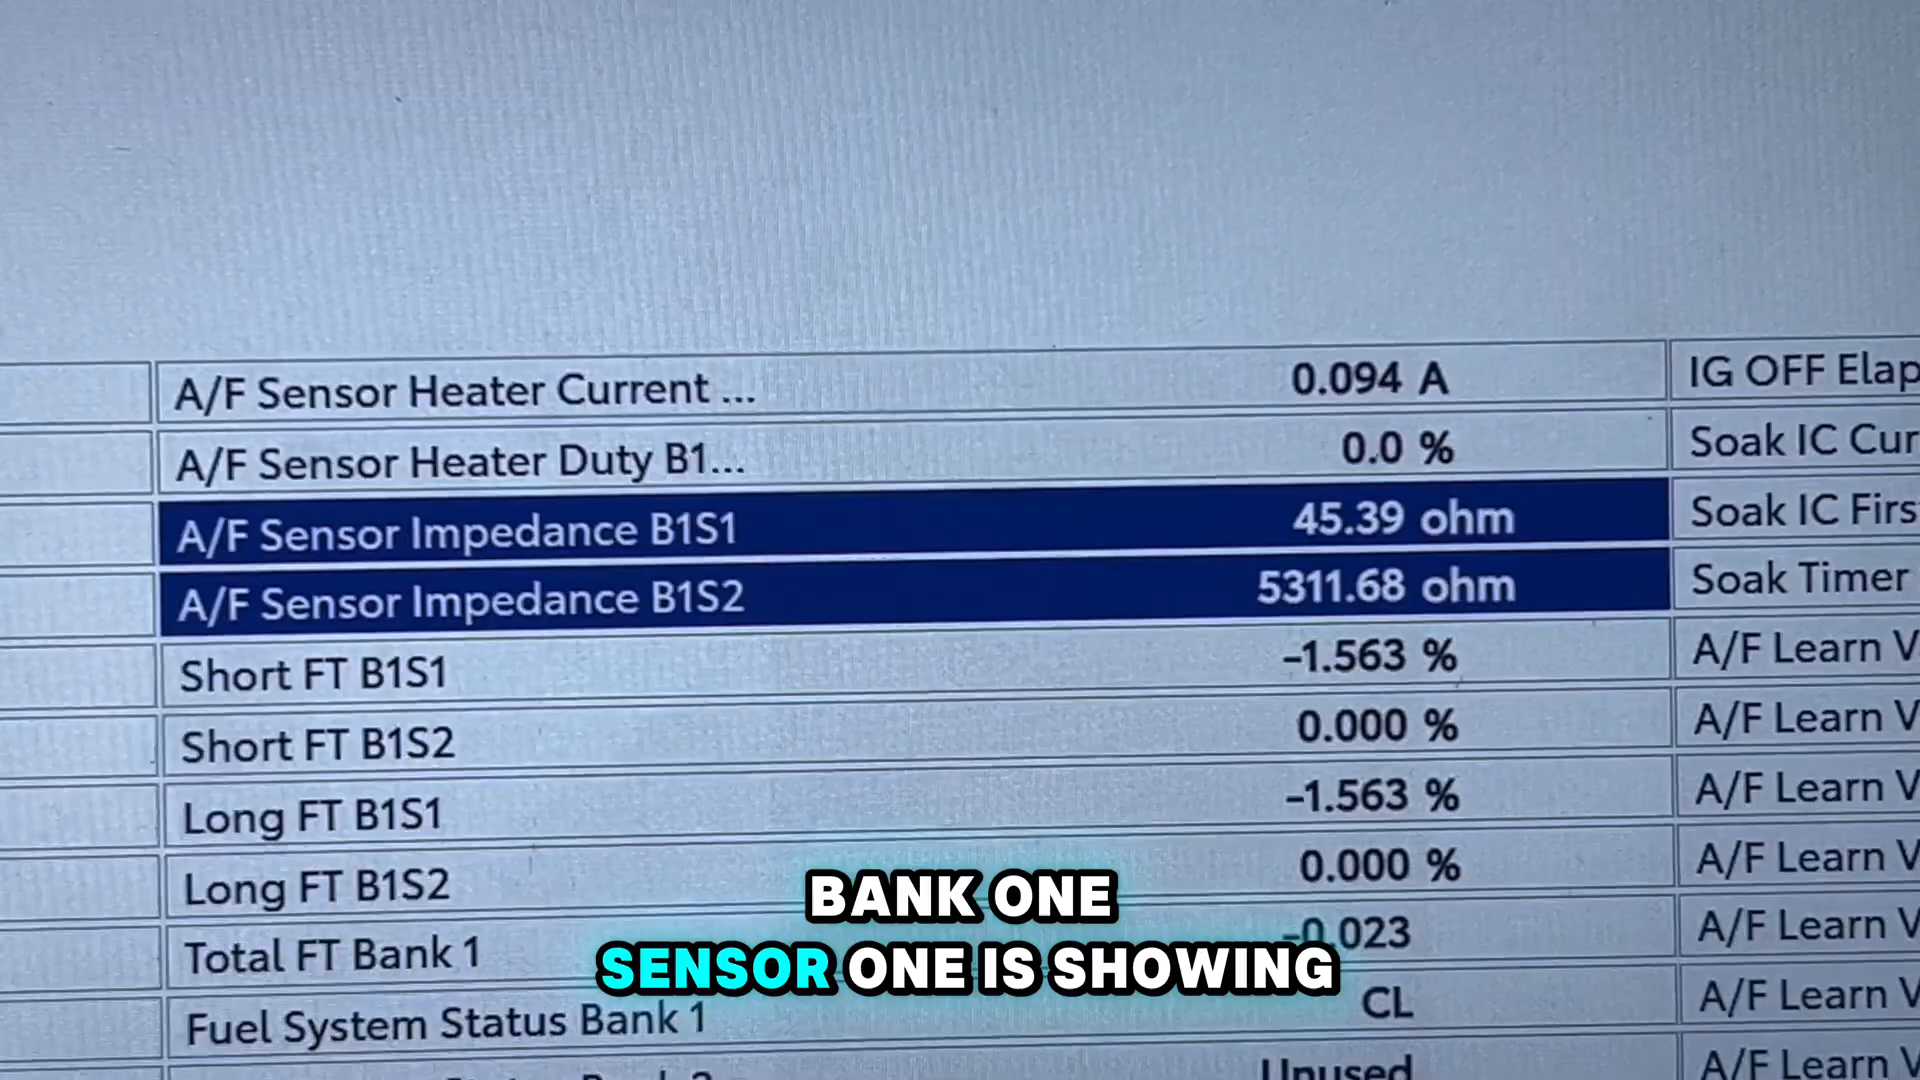 A/F Sensor Heater Current ... 0.094 A IG OFF Elap
A/F Sensor Heater Duty B1... 0.0 % Soak IC Cur
A/F Sensor Impedance B1S1 45.39 ohm Soak IC Firs
A/F Sensor Impedance B1S2 5311.68 ohm Soak Timer
Short FT B1S1 -1.563 % A/F Learn V
Short FT B1S2 0.000 % A/F Learn V
Long FT B1S1 -1.563 % A/F Learn V
Long FT B1S2 0.000 % A/F Learn V
Total FT Bank 1 -0.023 A/F Learn V
Fuel System Status Bank 1 CL A/F Learn V
Unused A/F Learn V
BANK ONE
SENSOR ONE IS SHOWING